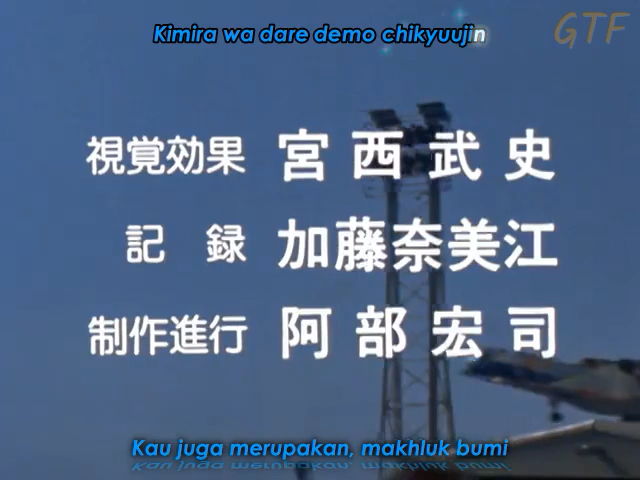 Kimira wa dare demo chikyuujin
GTF
視覚効果 宮西武史
記録 加藤奈美江
制作進行 阿部宏司
Kau juga merupakan, makhluk bumi